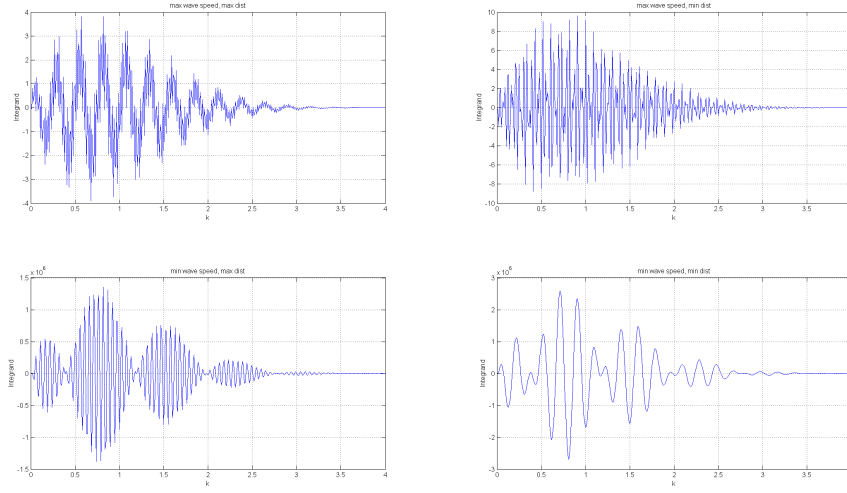 max wave speed, max dist
4
3
2
1
0
-1
-2
-3
-4
Integrand
0 0.5 1 1.5 2 2.5 3 3.5 4
k
max wave speed, min dist
10
8
6
4
2
0
-2
-4
-6
-8
-10
Integrand
0 0.5 1 1.5 2 2.5 3 3.5
k
x 10^6
min wave speed, max dist
1.5
1
0.5
0
-0.5
-1
-1.5
Integrand
0 0.5 1 1.5 2 2.5 3 3.5 4
k
x 10^6
min wave speed, min dist
3
2
1
0
-1
-2
-3
Integrand
0 0.5 1 1.5 2 2.5 3 3.5
k